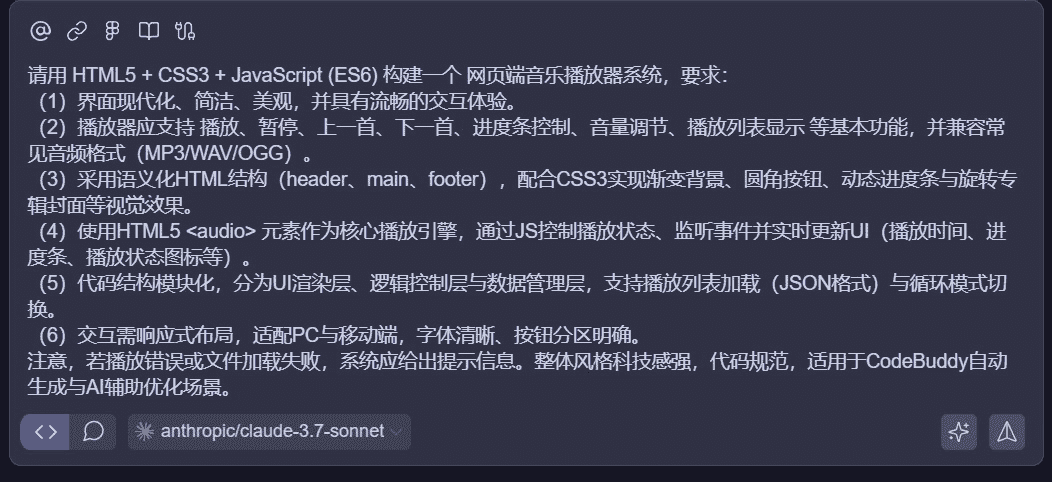 请用 HTML5 + CSS3 + JavaScript (ES6) 构建一个 网页端音乐播放器系统，要求：
（1）界面现代化、简洁、美观，并具有流畅的交互体验。
（2）播放器应支持 播放、暂停、上一首、下一首、进度条控制、音量调节、播放列表显示 等基本功能，并兼容常
见音频格式（MP3/WAV/OGG）。
（3）采用语义化HTML结构（header、main、footer），配合CSS3实现渐变背景、圆角按钮、动态进度条与旋转专
辑封面等视觉效果。
（4）使用HTML5 <audio> 元素作为核心播放引擎，通过JS控制播放状态、监听事件并实时更新UI（播放时间、进
度条、播放状态图标等）。
（5）代码结构模块化，分为UI渲染层、逻辑控制层与数据管理层，支持播放列表加载（JSON格式）与循环模式切
换。
（6）交互需响应式布局，适配PC与移动端，字体清晰、按钮分区明确。
注意，若播放错误或文件加载失败，系统应给出提示信息。整体风格科技感强，代码规范，适用于CodeBuddy自动
生成与AI辅助优化场景。
anthropic/claude-3.7-sonnet